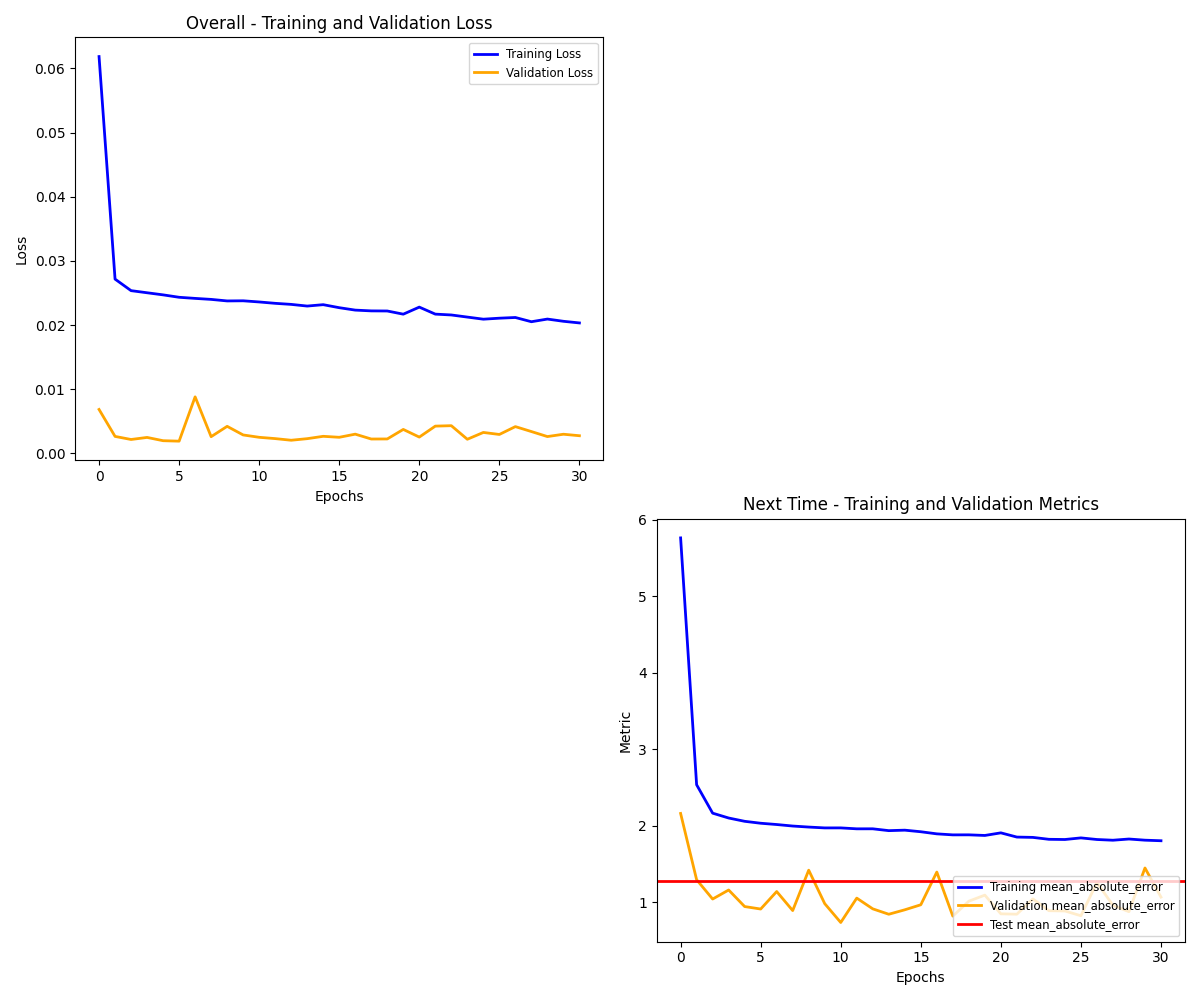 Overall - Training and Validation Loss
Training Loss
Validation Loss
0.06
0.05
0.04
0.03
0.02
0.01
0.00
Loss
0 5 10 15 20 25 30
Epochs
Next Time - Training and Validation Metrics
6
5
4
3
2
1
Metric
Training mean_absolute_error
Validation mean_absolute_error
Test mean_absolute_error
0 5 10 15 20 25 30
Epochs